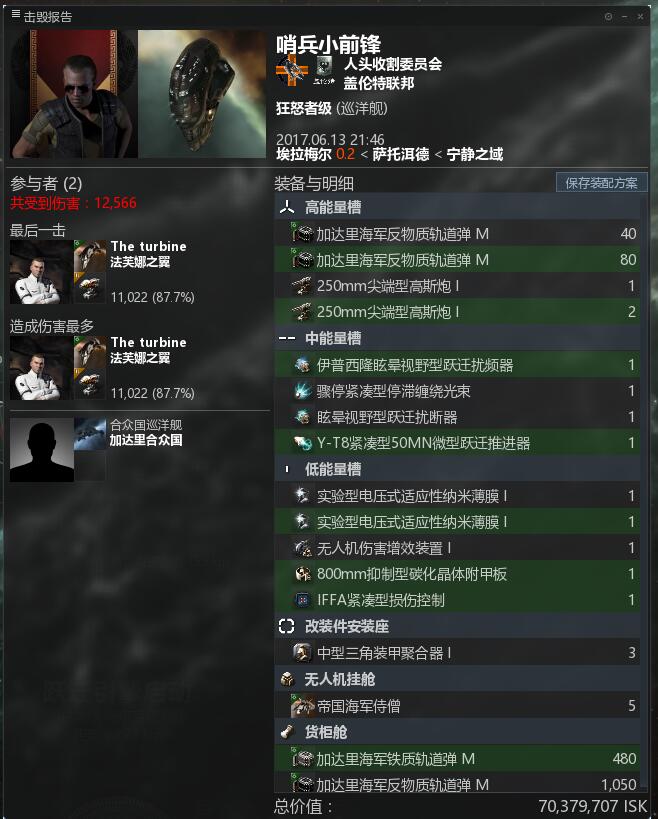 击毁报告
哨兵小前锋
人头收割委员会
盖伦特联邦
狂怒者级 (巡洋舰)
2017.06.13 21:46
埃拉梅尔 0.2 < 萨托洱德 < 宁静之域
参与者 (2)
共受到伤害：12,566
最后一击
The turbine
法芙娜之翼
11,022 (87.7%)
造成伤害最多
The turbine
法芙娜之翼
11,022 (87.7%)
合众国巡洋舰
加达里合众国
装备与明细
保存装配方案
高能量槽
加达里海军反物质轨道弹 M 40
加达里海军反物质轨道弹 M 80
250mm尖端型高斯炮 I 1
250mm尖端型高斯炮 I 2
中能量槽
伊普西隆眩晕视野型跃迁扰频器 1
骤停紧凑型停滞缠绕光束 1
眩晕视野型跃迁扰断器 1
Y-T8紧凑型50MN微型跃迁推进器 1
低能量槽
实验型电压式适应性纳米薄膜 I 1
实验型电压式适应性纳米薄膜 I 1
无人机伤害增效装置 I 1
800mm抑制型碳化晶体附甲板 1
IFFA紧凑型损伤控制 1
改装件安装座
中型三角装甲聚合器 I 3
无人机挂舱
帝国海军侍僧 5
货柜舱
加达里海军铁质轨道弹 M 480
加达里海军反物质轨道弹 M 1,050
总价值： 70,379,707 ISK